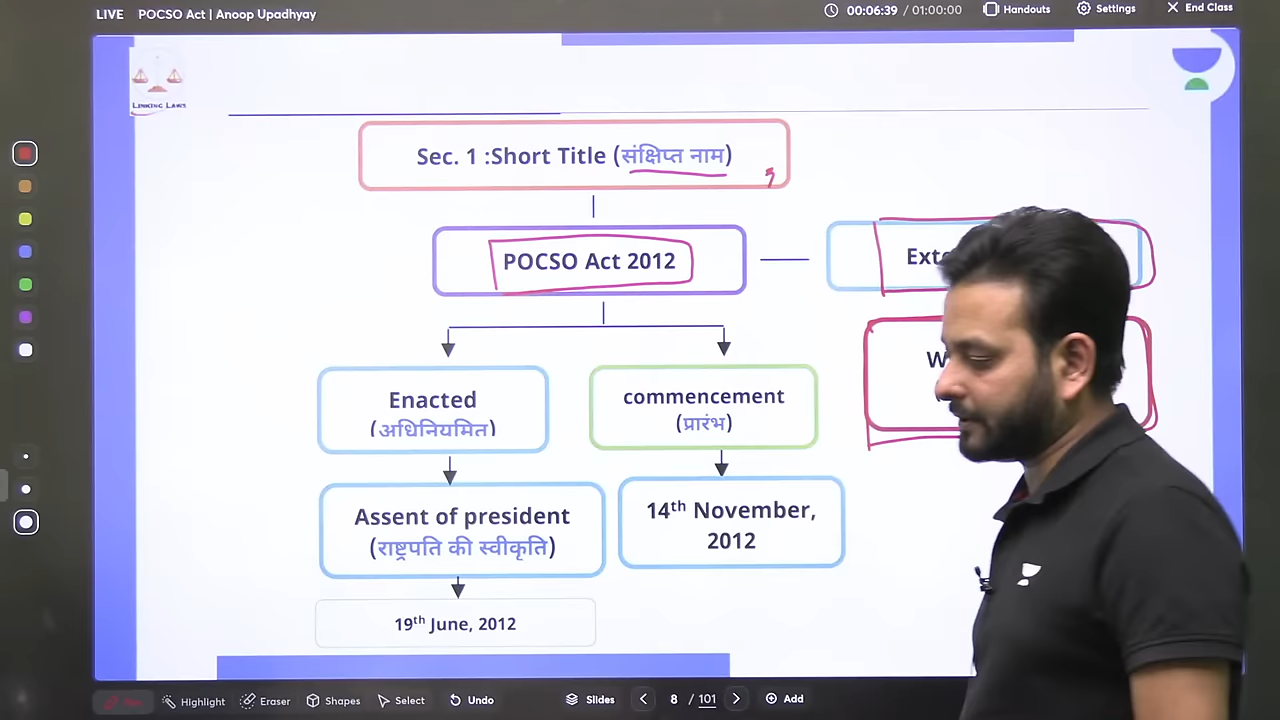 LIVE POCSO Act | Anoop Upadhyay
00:06:39 / 01:00:00 Handouts Settings End Class
LINKING LAWS
Sec. 1 :Short Title (संक्षिप्त नाम)
POCSO Act 2012
Enacted
(अधिनियमित)
commencement
(प्रारंभ)
Assent of president
(राष्ट्रपति की स्वीकृति)
14th November,
2012
19th June, 2012
Highlight Eraser Shapes Select Undo Slides 8 / 101 Add